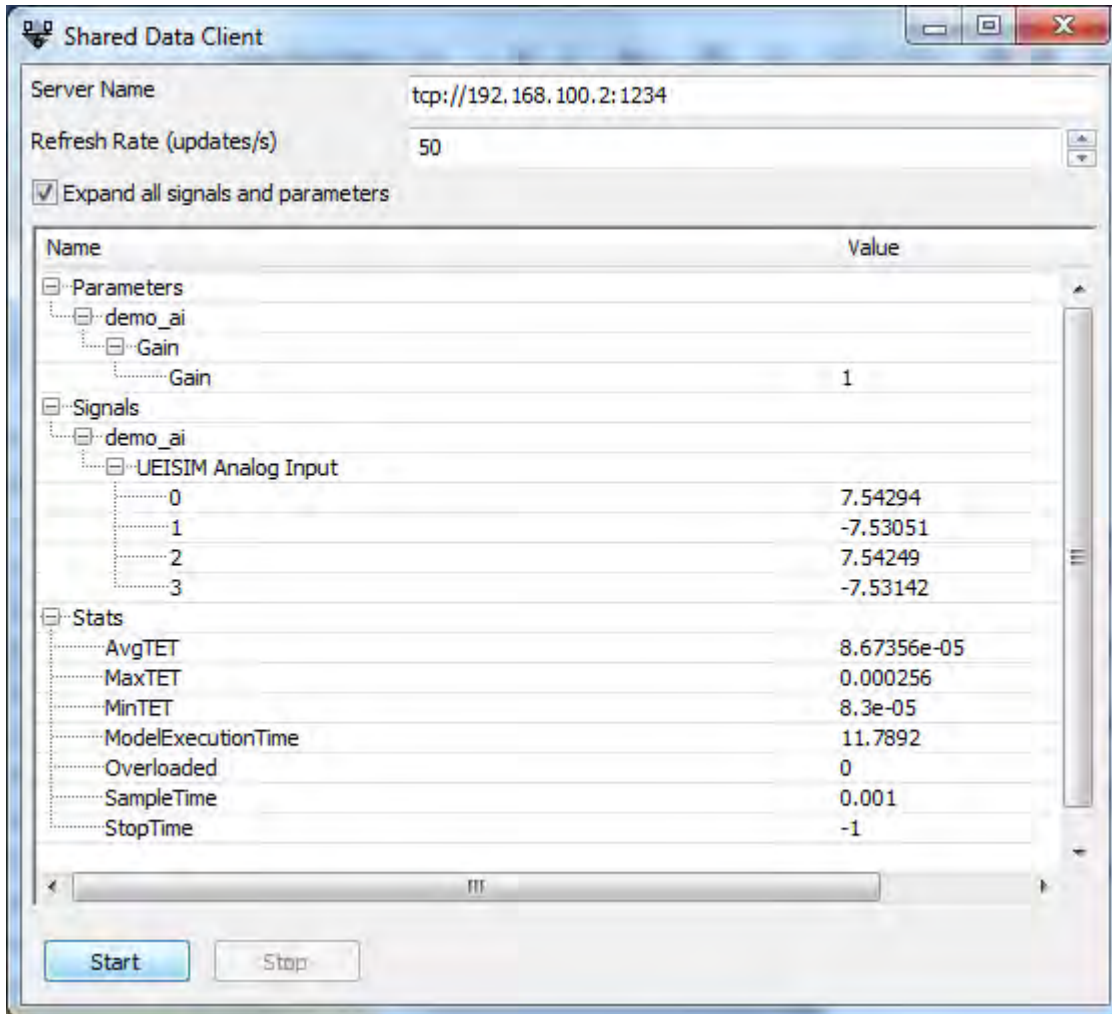 Shared Data Client
Server Name tcp://192.168.100.2:1234
Refresh Rate (updates/s) 50
Expand all signals and parameters
Name Value
Parameters
demo_ai
Gain
Gain 1
Signals
demo_ai
UEISIM Analog Input
0 7.54294
1 -7.53051
2 7.54249
3 -7.53142
Stats
AvgTET 8.67356e-05
MaxTET 0.000256
MinTET 8.3e-05
ModelExecutionTime 11.7892
Overloaded 0
SampleTime 0.001
StopTime -1
Start Stop